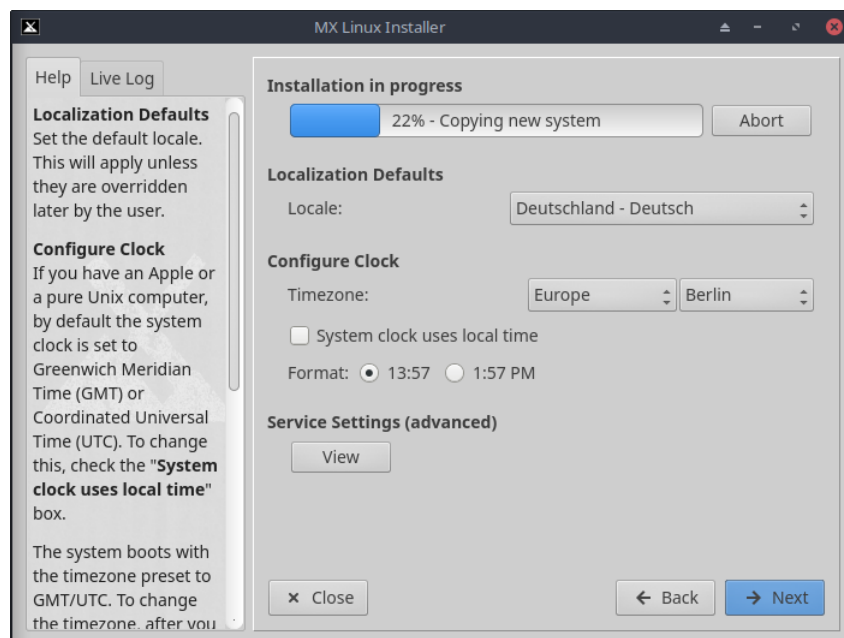 MX Linux Installer
Help
Live Log
Localization Defaults
Set the default locale.
This will apply unless
they are overridden
later by the user.
Configure Clock
If you have an Apple or
a pure Unix computer,
by default the system
clock is set to
Greenwich Meridian
Time (GMT) or
Coordinated Universal
Time (UTC). To change
this, check the "System
clock uses local time"
box.
The system boots with
the timezone preset to
GMT/UTC. To change
the timezone, after you
Installation in progress
22% - Copying new system
Abort
Localization Defaults
Locale:
Deutschland - Deutsch
Configure Clock
Timezone:
Europe
Berlin
System clock uses local time
Format: 13:57 1:57 PM
Service Settings (advanced)
View
Close
Back
Next